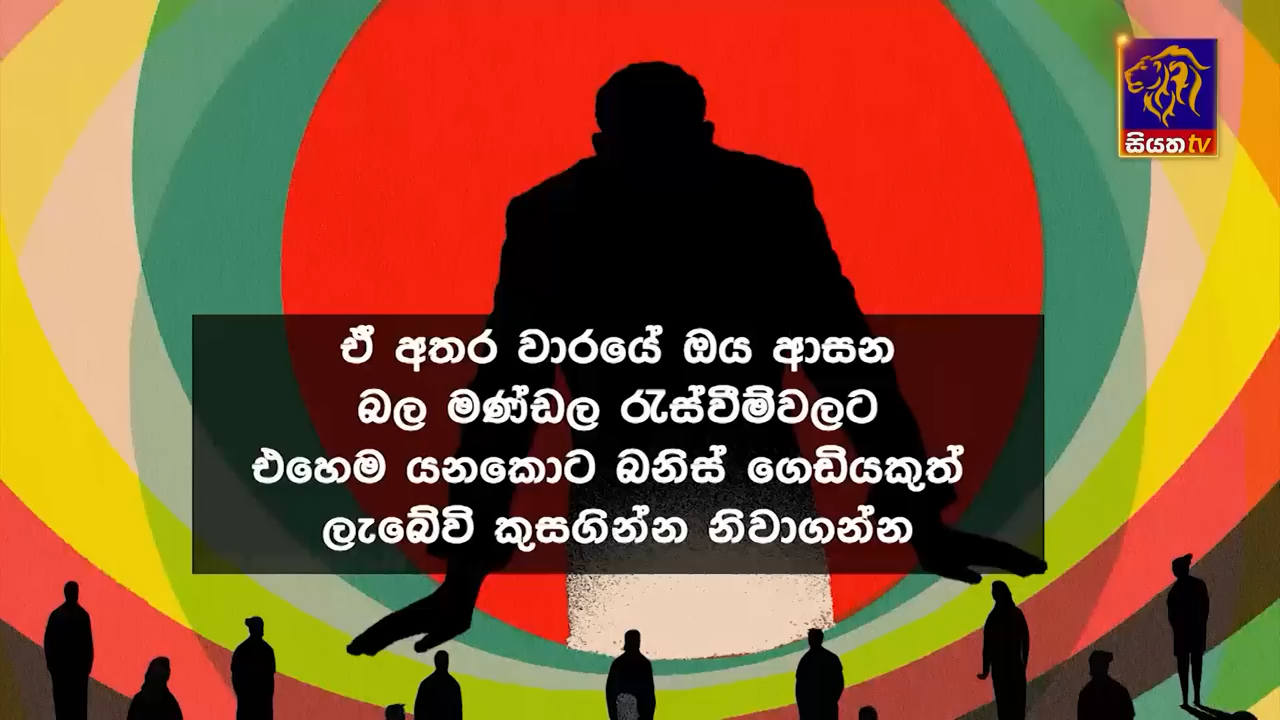 සියත tv
ඒ අතර වාරයේ ඔය ආසන
බල මණ්ඩල රැස්වීම්වලට
එහෙම යනකොට බනිස් ගෙඩියකුත්
ලැබේවි කුසගින්න නිවාගන්න